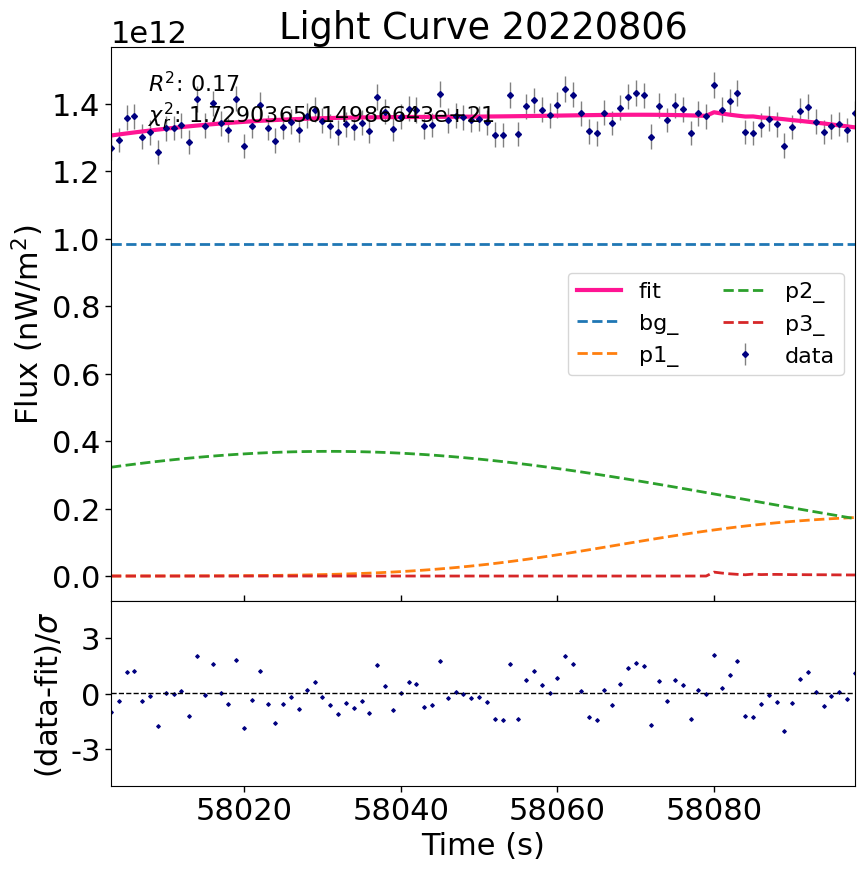 Light Curve 20220806
1e12
R²: 0.17
χ²: 1.7290365014986643e+21
1.4
1.2
1.0
0.8
0.6
0.4
0.2
0.0
Flux (nW/m²)
fit
bg_
p1_
p2_
p3_
data
3
0
-3
(data-fit)/σ
58020 58040 58060 58080
Time (s)